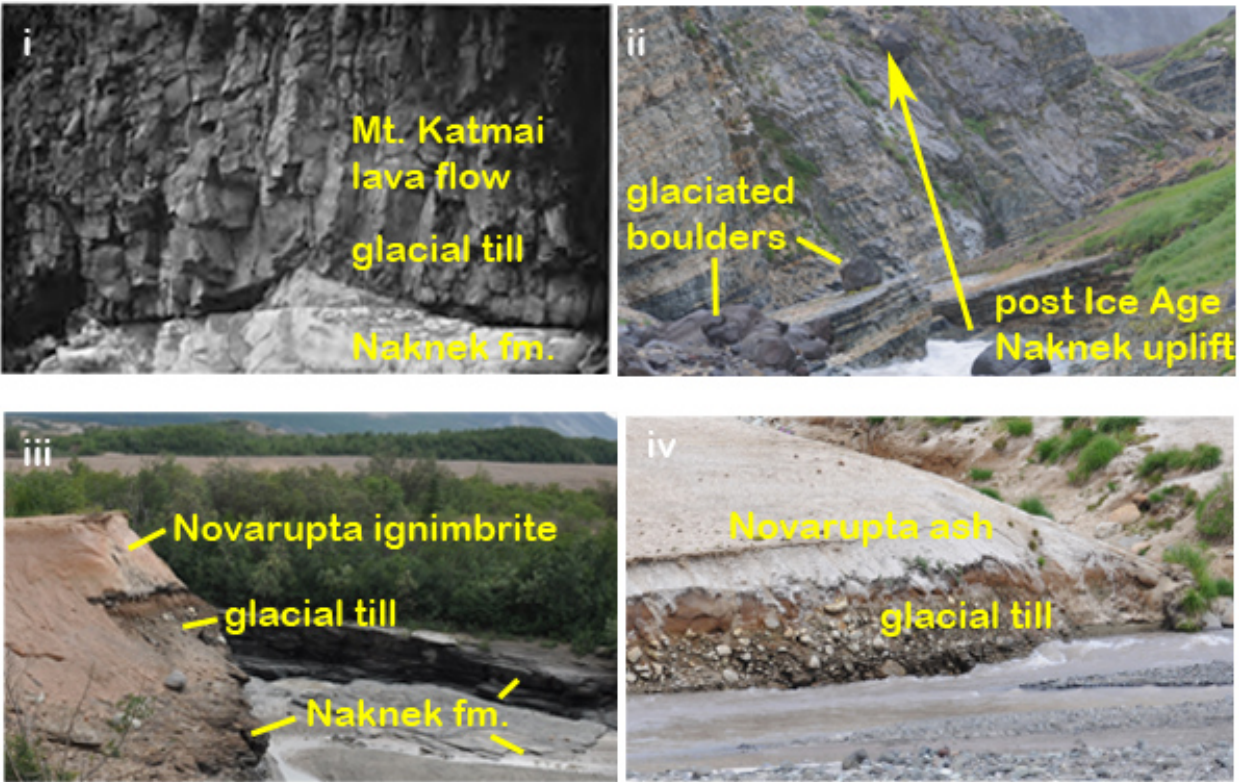 i
Mt. Katmai
lava flow
glacial till
Naknek fm.
ii
glaciated
boulders
post Ice Age
Naknek uplift
iii
Novarupta ignimbrite
glacial till
Naknek fm.
iv
Novarupta ash
glacial till